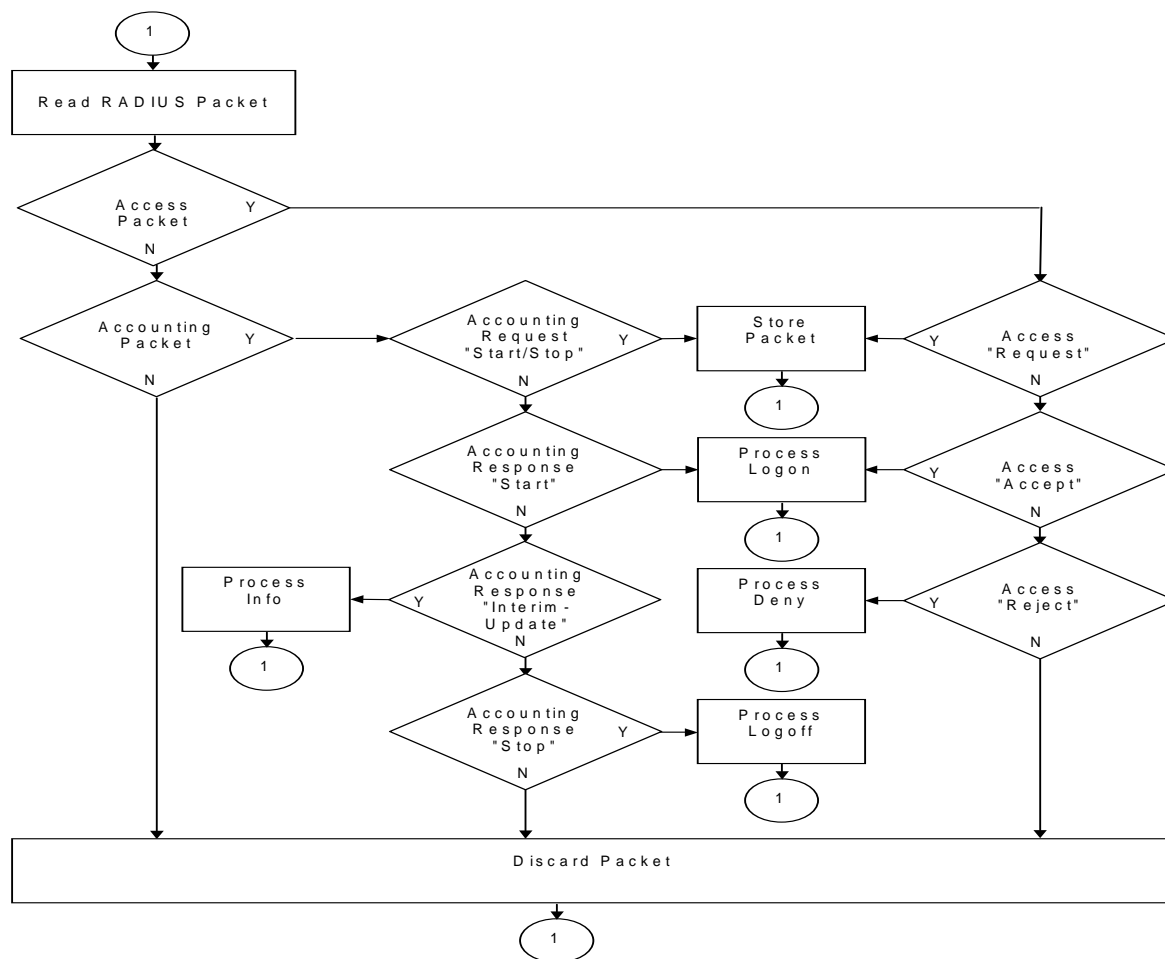 1
Read RADIUS Packet
Access
Packet
Y
N
Accounting
Packet
Y
N
Accounting
Request
"Start/Stop"
Y
N
Store
Packet
1
Access
"Request"
Y
N
Accounting
Response
"Start"
Y
N
Process
Logon
1
Access
"Accept"
Y
N
Process
Info
1
Accounting
Response
"Interim-
Update"
Y
N
Process
Deny
1
Access
"Reject"
Y
N
Accounting
Response
"Stop"
Y
N
Process
Logoff
1
Discard Packet
1